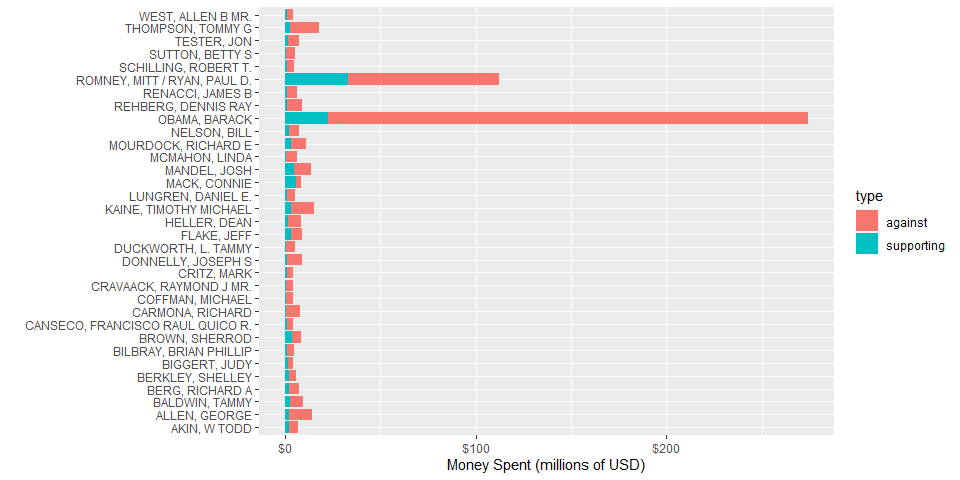 WEST, ALLEN B MR.
THOMPSON, TOMMY G
TESTER, JON
SUTTON, BETTY S
SCHILLING, ROBERT T.
ROMNEY, MITT / RYAN, PAUL D.
RENACCI, JAMES B
REHBERG, DENNIS RAY
OBAMA, BARACK
NELSON, BILL
MOURDOCK, RICHARD E
MCMAHON, LINDA
MANDEL, JOSH
MACK, CONNIE
LUNGREN, DANIEL E.
KAINE, TIMOTHY MICHAEL
HELLER, DEAN
FLAKE, JEFF
DUCKWORTH, L. TAMMY
DONNELLY, JOSEPH S
CRITZ, MARK
CRAVAACK, RAYMOND J MR.
COFFMAN, MICHAEL
CARMONA, RICHARD
CANSECO, FRANCISCO RAUL QUICO R.
BROWN, SHERROD
BILBRAY, BRIAN PHILLIP
BIGGERT, JUDY
BERKLEY, SHELLEY
BERG, RICHARD A
BALDWIN, TAMMY
ALLEN, GEORGE
AKIN, W TODD
$0 $100 $200
Money Spent (millions of USD)
type
against
supporting